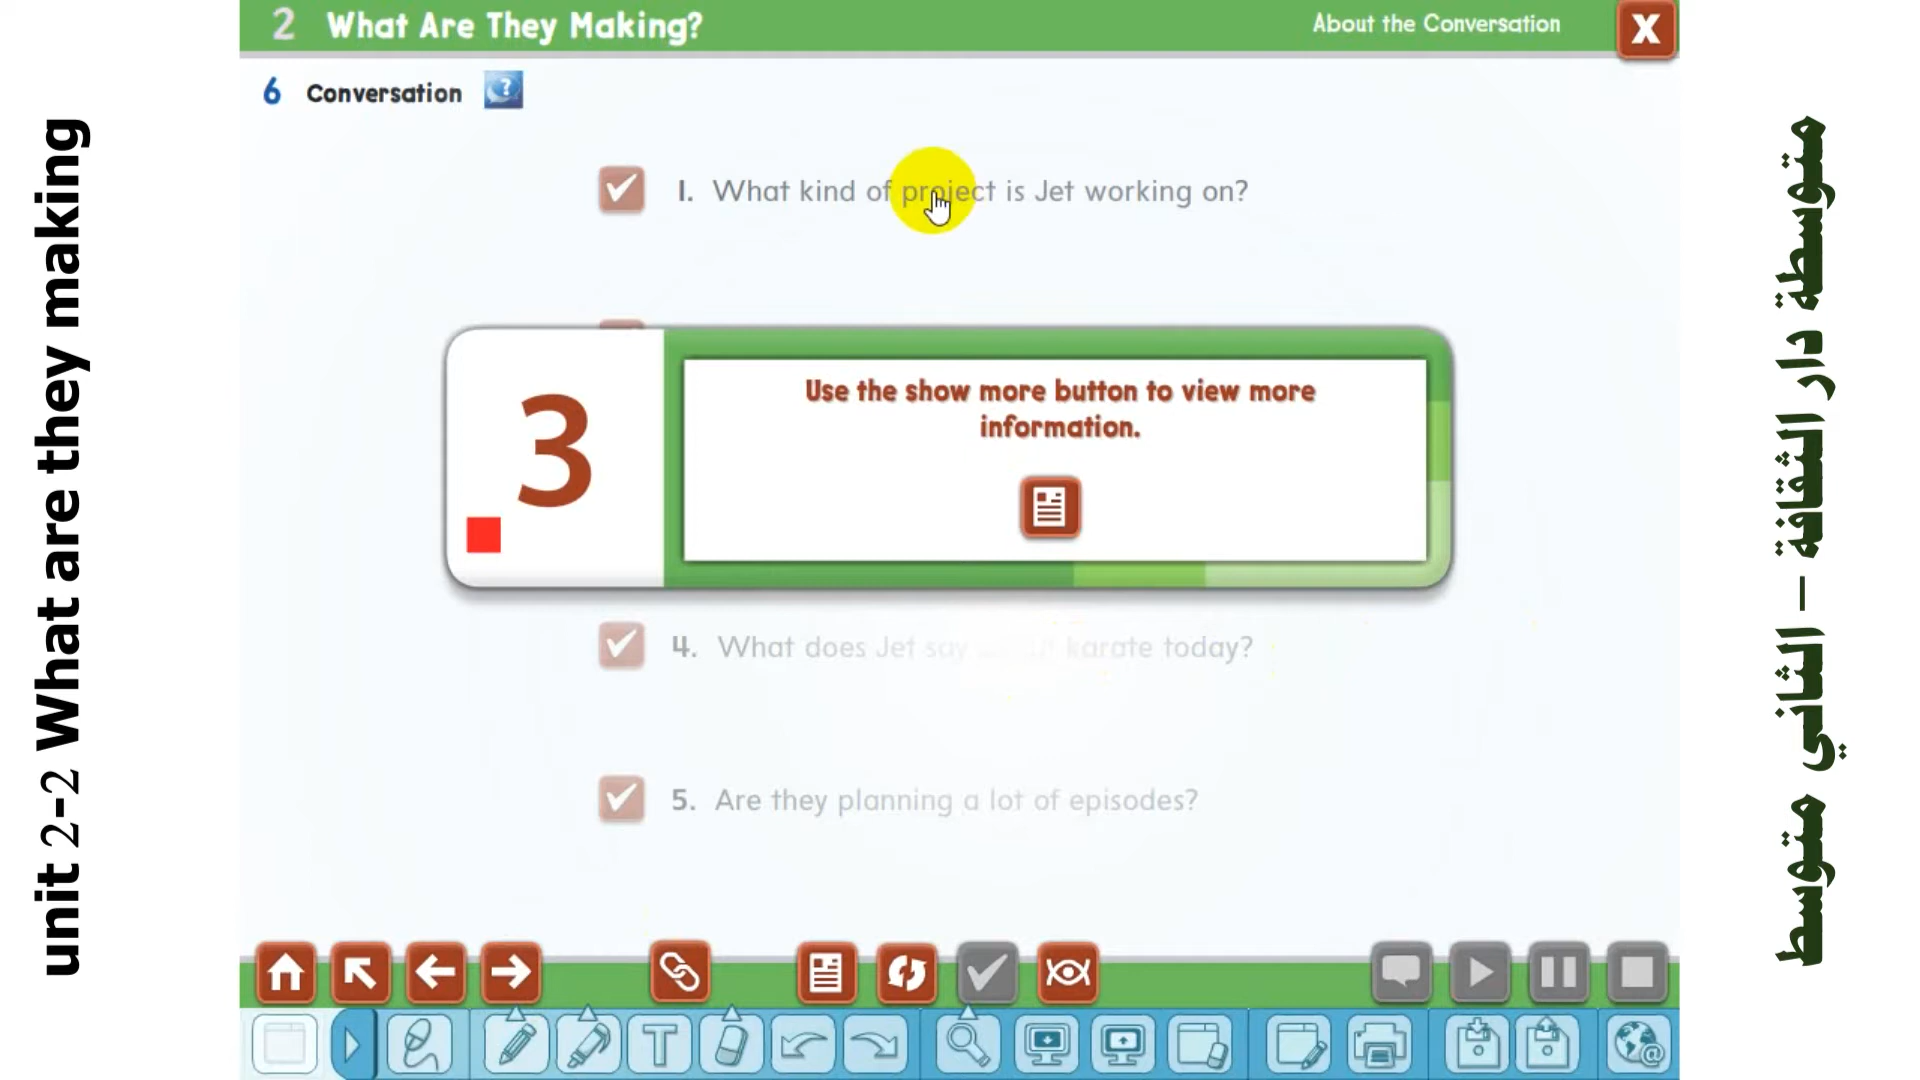 2 What Are They Making?
About the Conversation
X
6 Conversation
1. What kind of project is Jet working on?
3
Use the show more button to view more
information.
4. What does Jet say about karate today?
5. Are they planning a lot of episodes?
unit 2-2 What are they making
متوسطة دار الثقافة – الثاني متوسط